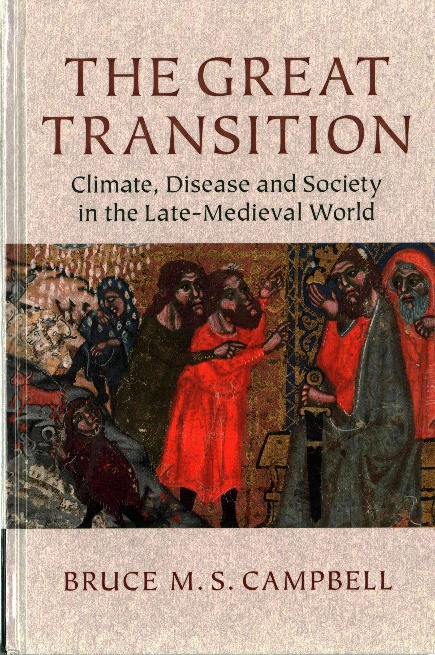 THE GREAT
TRANSITION
Climate, Disease and Society
in the Late-Medieval World
BRUCE M. S. CAMPBELL